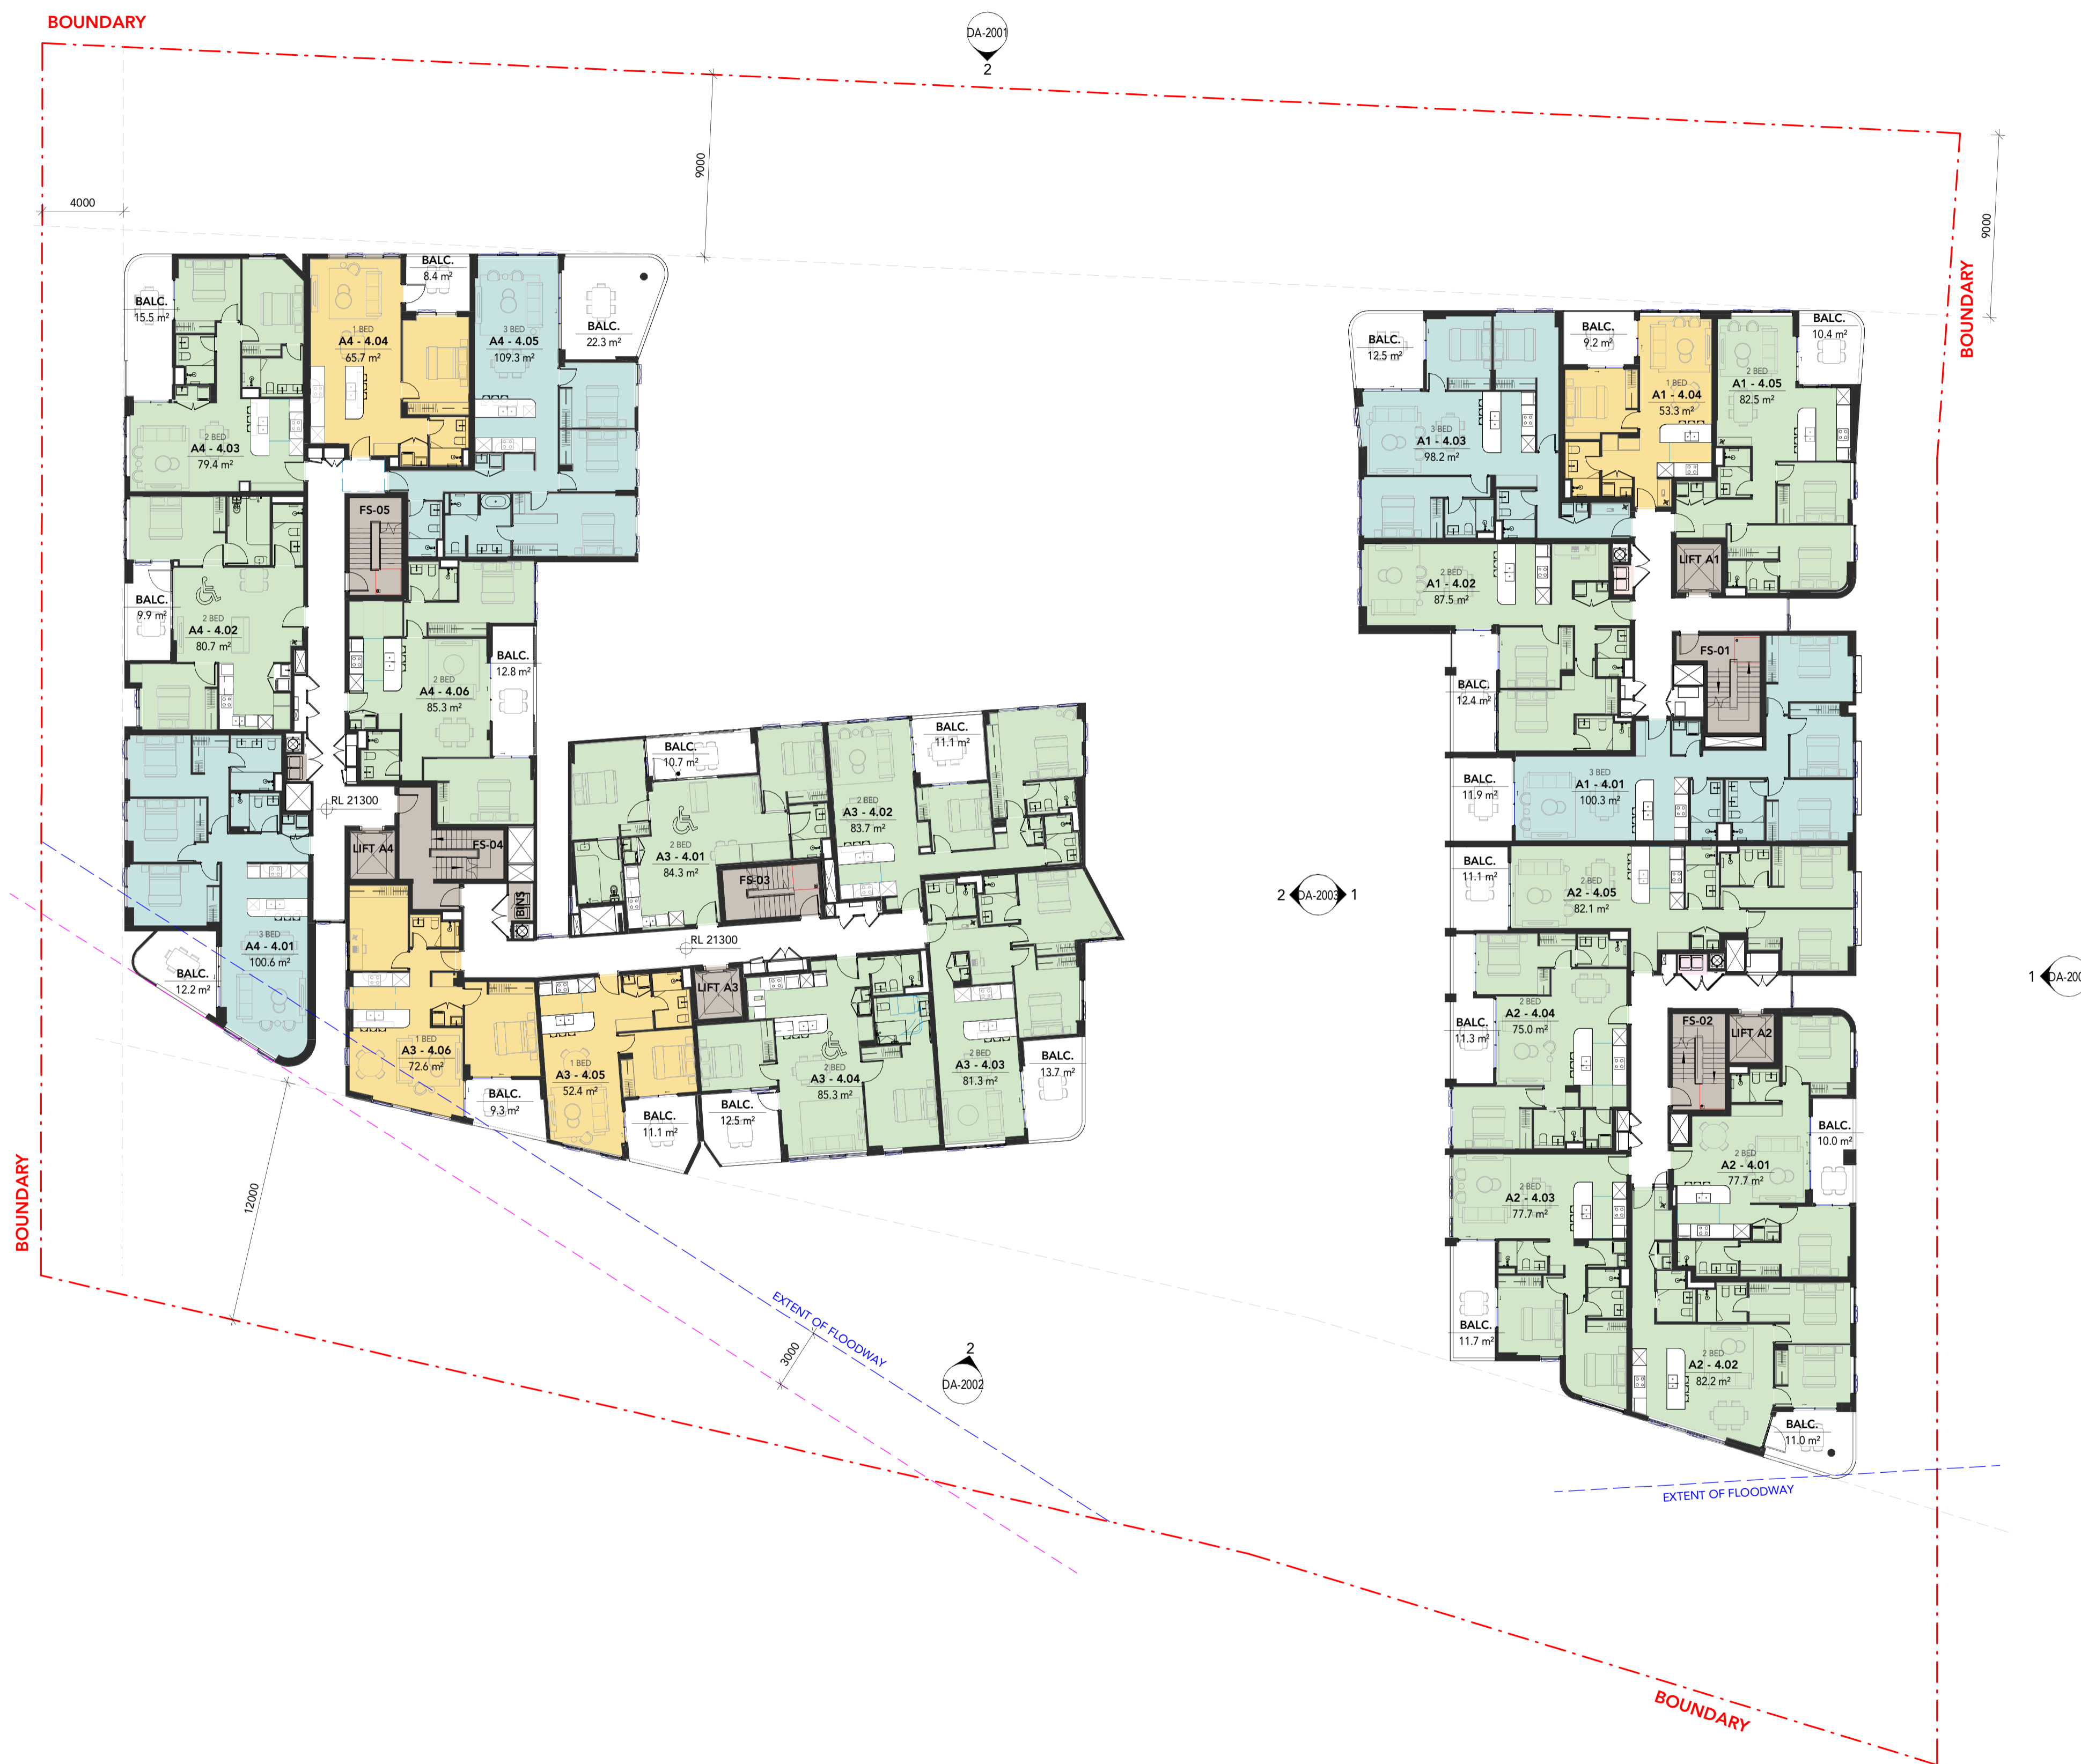 BOUNDARY
DA-2001
2
9000
4000
9000
BOUNDARY
BALC.
15.5 m²
2 BED
A4 - 4.03
79.4 m²
1 BED
A4 - 4.04
65.7 m²
BALC.
8.4 m²
3 BED
A4 - 4.05
109.3 m²
BALC.
22.3 m²
FS-05
BALC.
9.9 m²
2 BED
A4 - 4.02
80.7 m²
2 BED
A4 - 4.06
85.3 m²
BALC.
12.8 m²
RL 21300
LIFT A4
FS-04
BINS
3 BED
A4 - 4.01
100.6 m²
BALC.
12.2 m²
BALC.
10.7 m²
2 BED
A3 - 4.01
84.3 m²
2 BED
A3 - 4.02
83.7 m²
BALC.
11.1 m²
FS-03
RL 21300
LIFT A3
1 BED
A3 - 4.06
72.6 m²
BALC.
9.3 m²
1 BED
A3 - 4.05
52.4 m²
BALC.
11.1 m²
BALC.
12.5 m²
2 BED
A3 - 4.04
85.3 m²
2 BED
A3 - 4.03
81.3 m²
BALC.
13.7 m²
BALC.
12.5 m²
3 BED
A1 - 4.03
98.2 m²
BALC.
9.2 m²
1 BED
A1 - 4.04
53.3 m²
2 BED
A1 - 4.05
82.5 m²
BALC.
10.4 m²
2 BED
A1 - 4.02
87.5 m²
LIFT A1
FS-01
BALC.
12.4 m²
BALC.
11.9 m²
3 BED
A1 - 4.01
100.3 m²
2
DA-2003
1
BALC.
11.1 m²
2 BED
A2 - 4.05
82.1 m²
1
DA-200
BALC.
11.3 m²
2 BED
A2 - 4.04
75.0 m²
FS-02
LIFT A2
BALC.
10.0 m²
2 BED
A2 - 4.01
77.7 m²
2 BED
A2 - 4.03
77.7 m²
BALC.
11.7 m²
2 BED
A2 - 4.02
82.2 m²
BALC.
11.0 m²
BOUNDARY
12000
EXTENT OF FLOODWAY
3000
2
DA-2002
EXTENT OF FLOODWAY
BOUNDARY